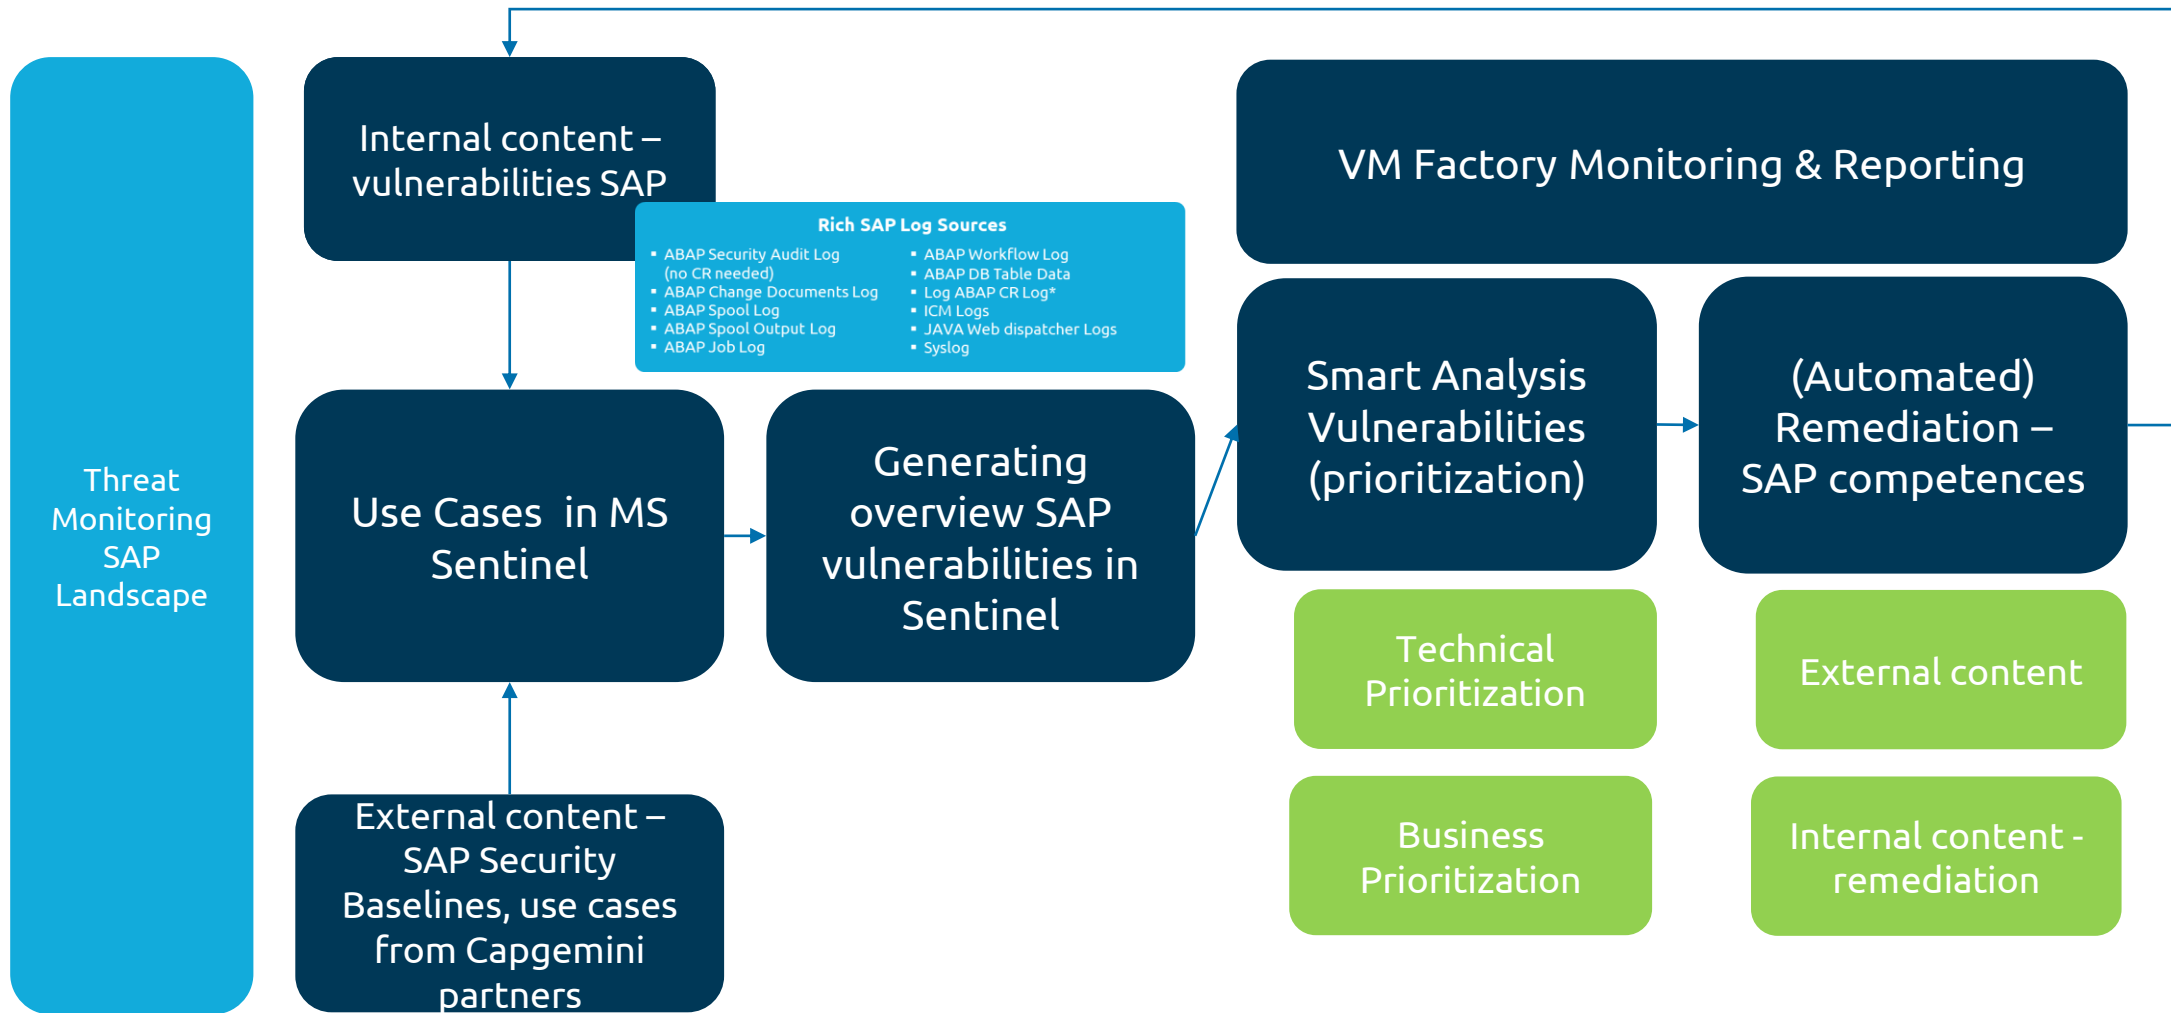 Threat
Monitoring
SAP
Landscape
Internal content –
vulnerabilities SAP
Rich SAP Log Sources
▪ ABAP Security Audit Log
(no CR needed)
▪ ABAP Change Documents Log
▪ ABAP Spool Log
▪ ABAP Spool Output Log
▪ ABAP Job Log
▪ ABAP Workflow Log
▪ ABAP DB Table Data
▪ Log ABAP CR Log*
▪ ICM Logs
▪ JAVA Web dispatcher Logs
▪ Syslog
Use Cases in MS
Sentinel
Generating
overview SAP
vulnerabilities in
Sentinel
External content –
SAP Security
Baselines, use cases
from Capgemini
partners
VM Factory Monitoring & Reporting
Smart Analysis
Vulnerabilities
(prioritization)
(Automated)
Remediation –
SAP competences
Technical
Prioritization
External content
Business
Prioritization
Internal content -
remediation